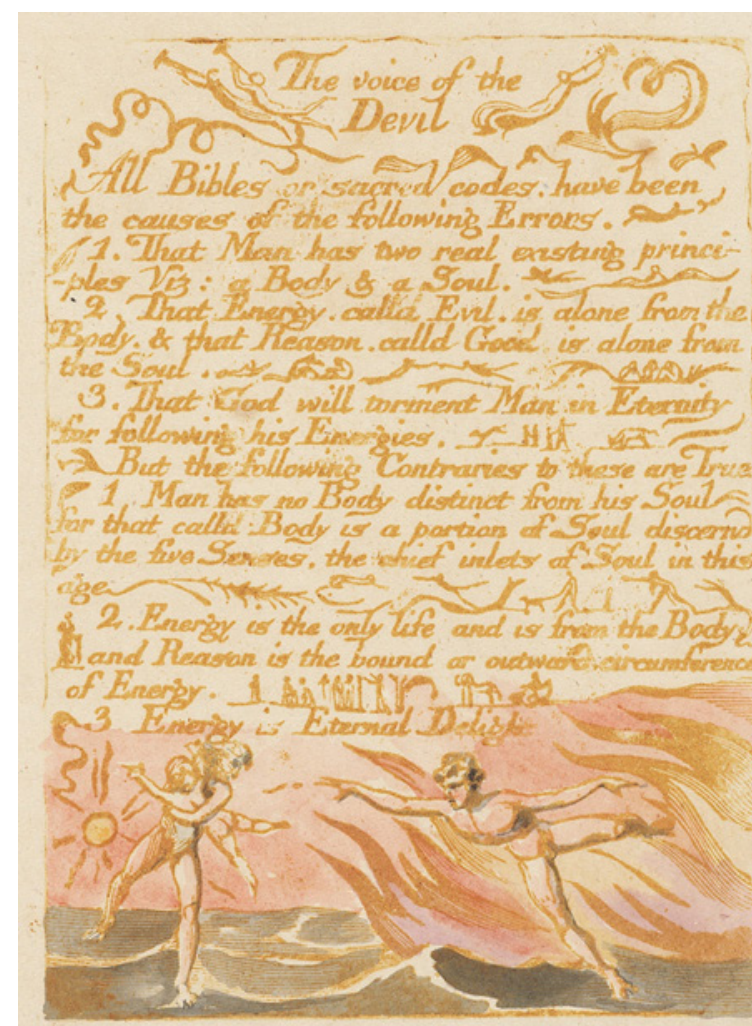 The voice of the
Devil
All Bibles or sacred codes. have been
the causes of the following Errors.
1. That Man has two real existing princi-
-ples Viz: a Body & a Soul.
2. That Energy. calld Evil. is alone from the
Body. & that Reason. calld Good. is alone from
the Soul.
3. That God will torment Man in Eternity
for following his Energies.
But the following Contraries to these are True
1 Man has no Body distinct from his Soul
for that calld Body is a portion of Soul discernd
by the five Senses. the chief inlets of Soul in this
age
2. Energy is the only life and is from the Body
and Reason is the bound or outward circumference
of Energy.
3 Energy is Eternal Delight